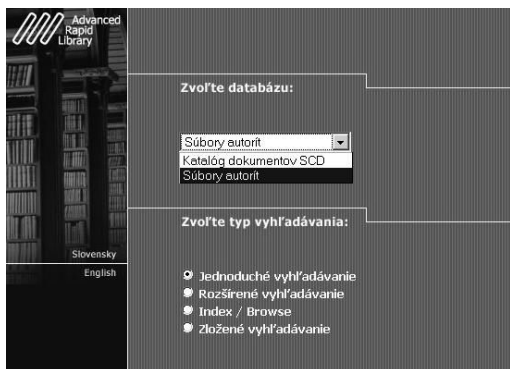 Advanced
Rapid
Library
Zvoľte databázu:
Súbory autorít
Katalóg dokumentov SCD
Súbory autorít
Zvoľte typ vyhľadávania:
Slovensky
English
Jednoduché vyhľadávanie
Rozšírené vyhľadávanie
Index / Browse
Zložené vyhľadávanie